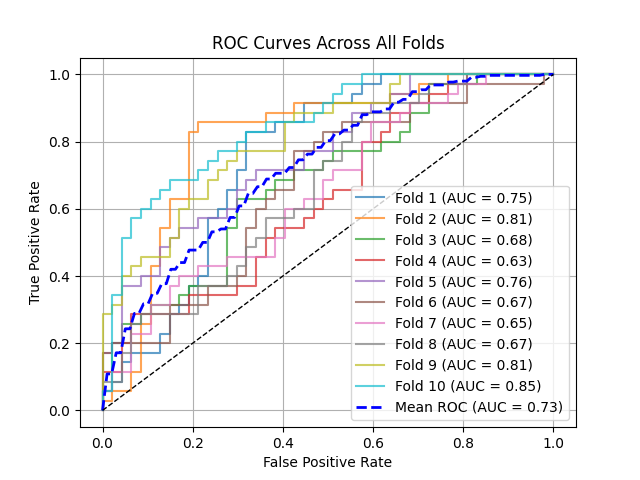 ROC Curves Across All Folds
True Positive Rate
1.0
0.8
0.6
0.4
0.2
0.0
0.0 0.2 0.4 0.6 0.8 1.0
False Positive Rate
Fold 1 (AUC = 0.75)
Fold 2 (AUC = 0.81)
Fold 3 (AUC = 0.68)
Fold 4 (AUC = 0.63)
Fold 5 (AUC = 0.76)
Fold 6 (AUC = 0.67)
Fold 7 (AUC = 0.65)
Fold 8 (AUC = 0.67)
Fold 9 (AUC = 0.81)
Fold 10 (AUC = 0.85)
Mean ROC (AUC = 0.73)